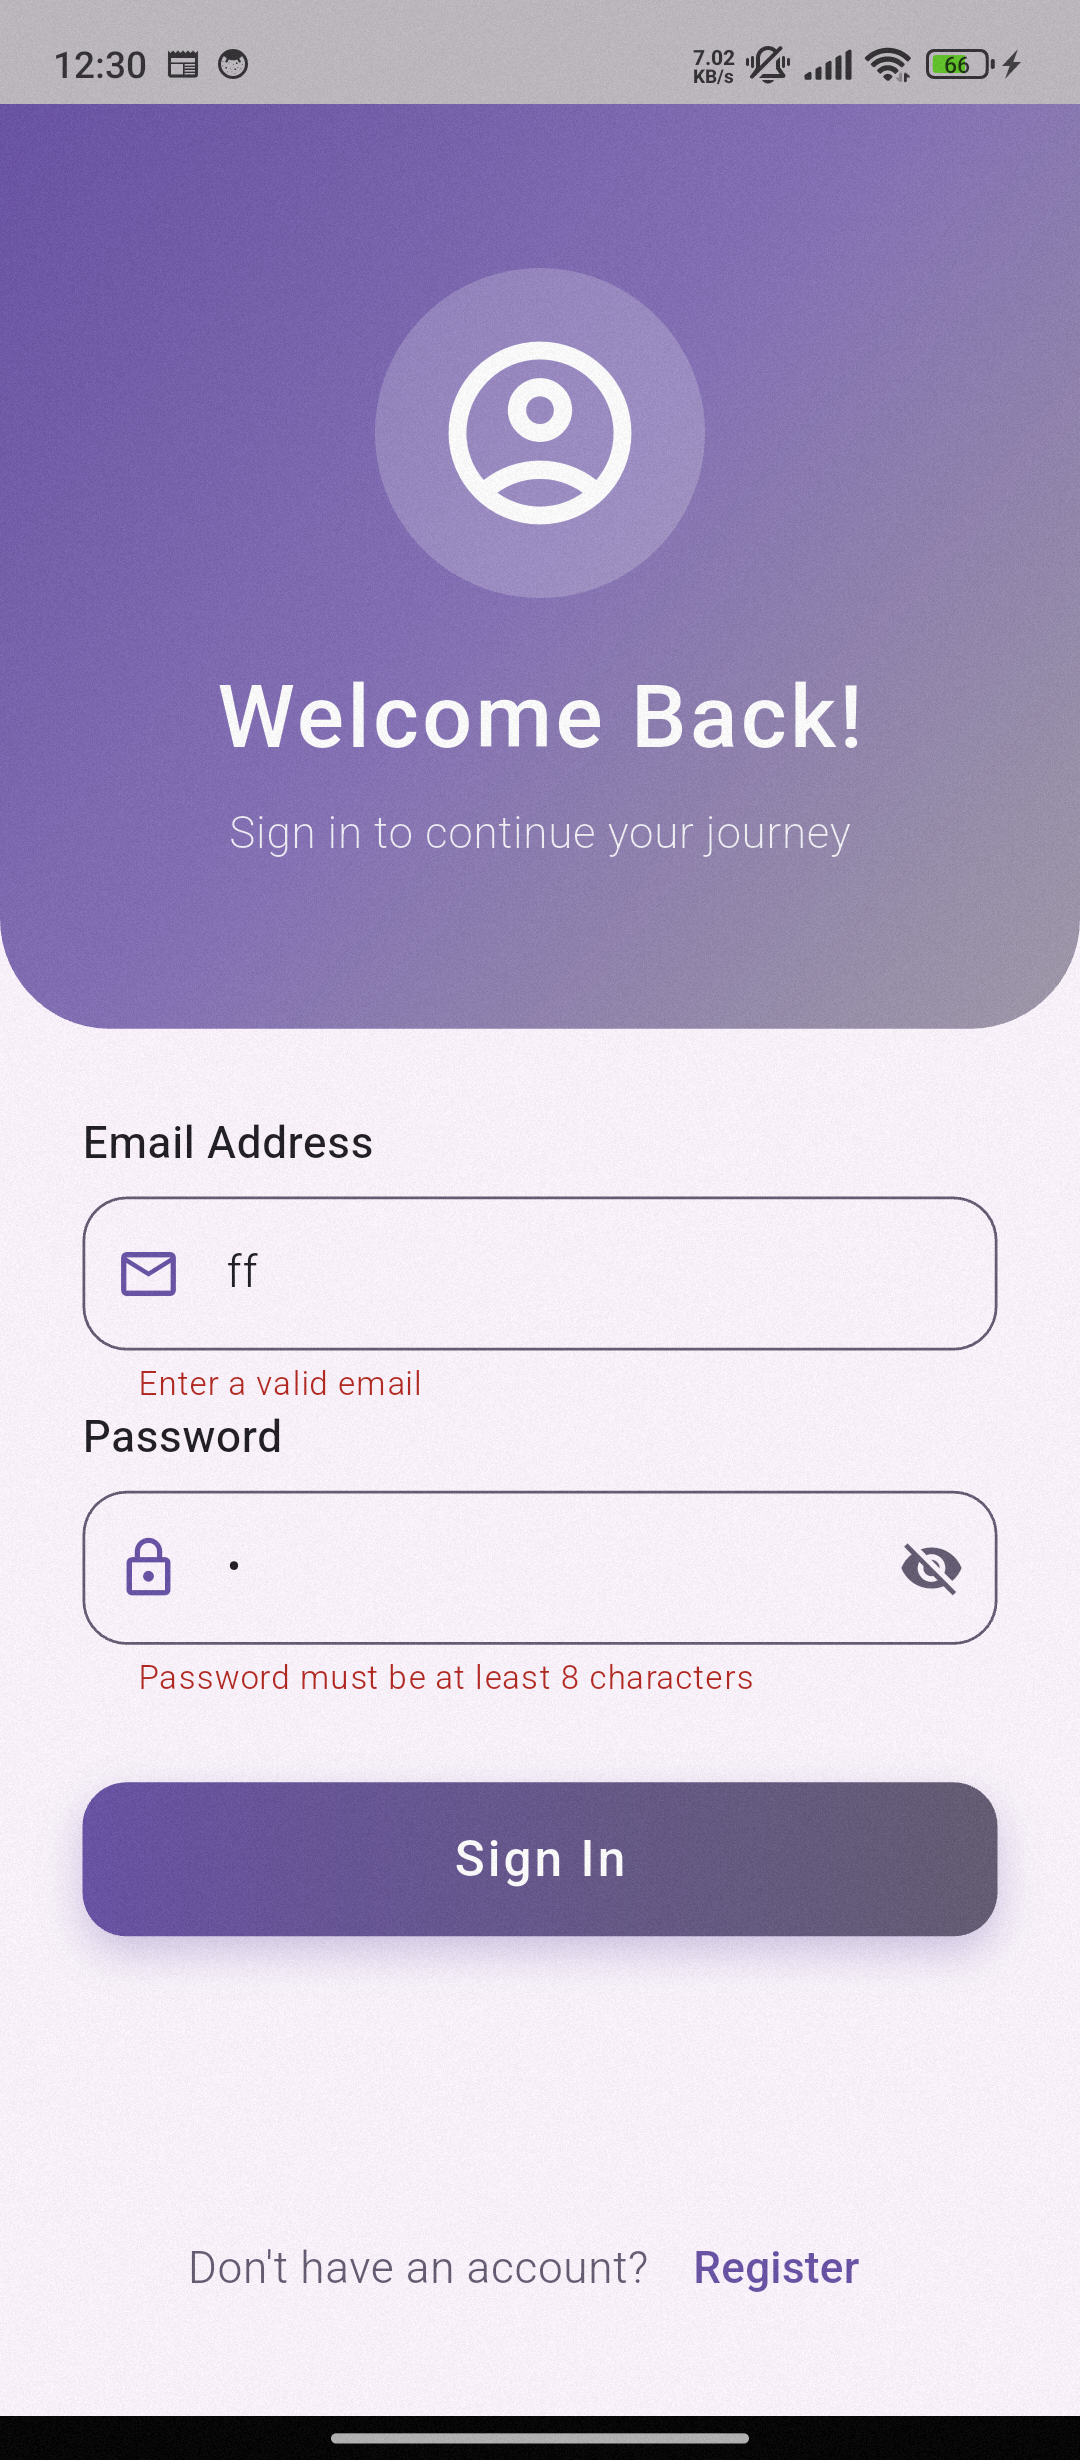 12:30 7.02 KB/s 66
Welcome Back!
Sign in to continue your journey
Email Address
ff
Enter a valid email
Password
•
Password must be at least 8 characters
Sign In
Don't have an account? Register